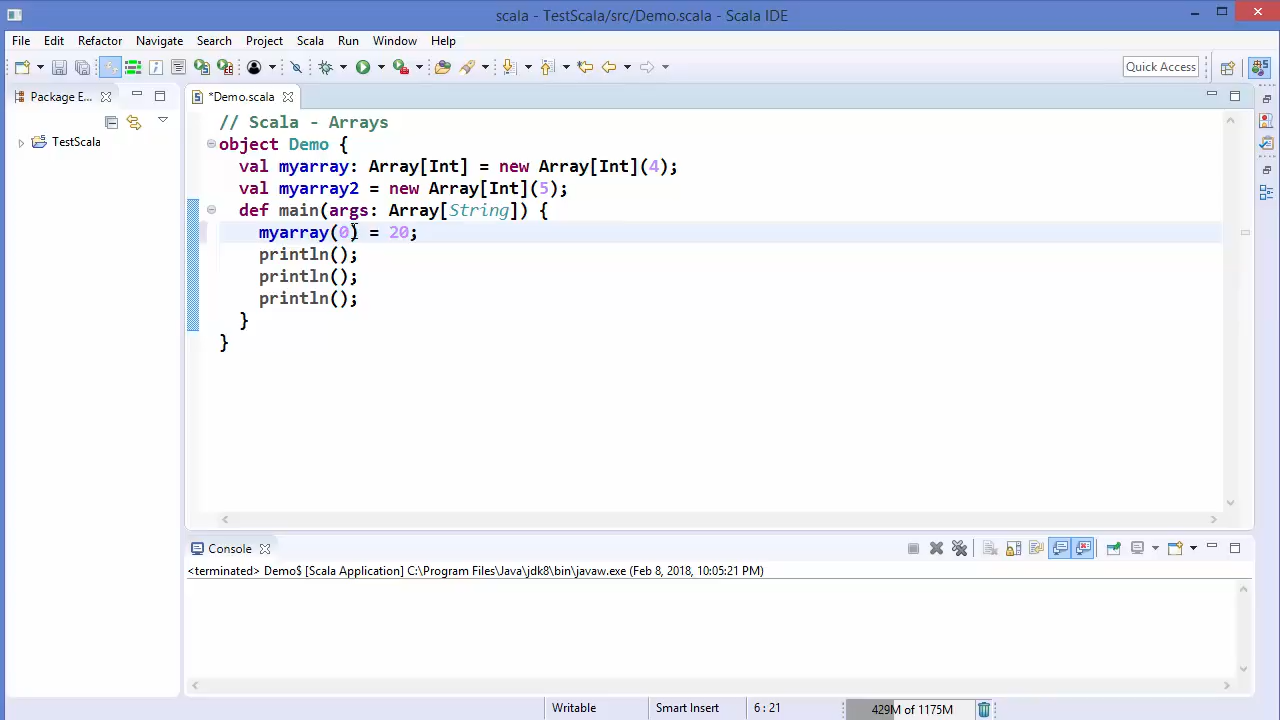 scala - TestScala/src/Demo.scala - Scala IDE
File Edit Refactor Navigate Search Project Scala Run Window Help
Quick Access
Package E...
*Demo.scala
TestScala
// Scala - Arrays
object Demo {
val myarray: Array[Int] = new Array[Int](4);
val myarray2 = new Array[Int](5);
def main(args: Array[String]) {
myarray(0) = 20;
println();
println();
println();
}
}
Console
<terminated> Demo$ [Scala Application] C:\Program Files\Java\jdk8\bin\javaw.exe (Feb 8, 2018, 10:05:21 PM)
Writable Smart Insert 6 : 21 429M of 1175M